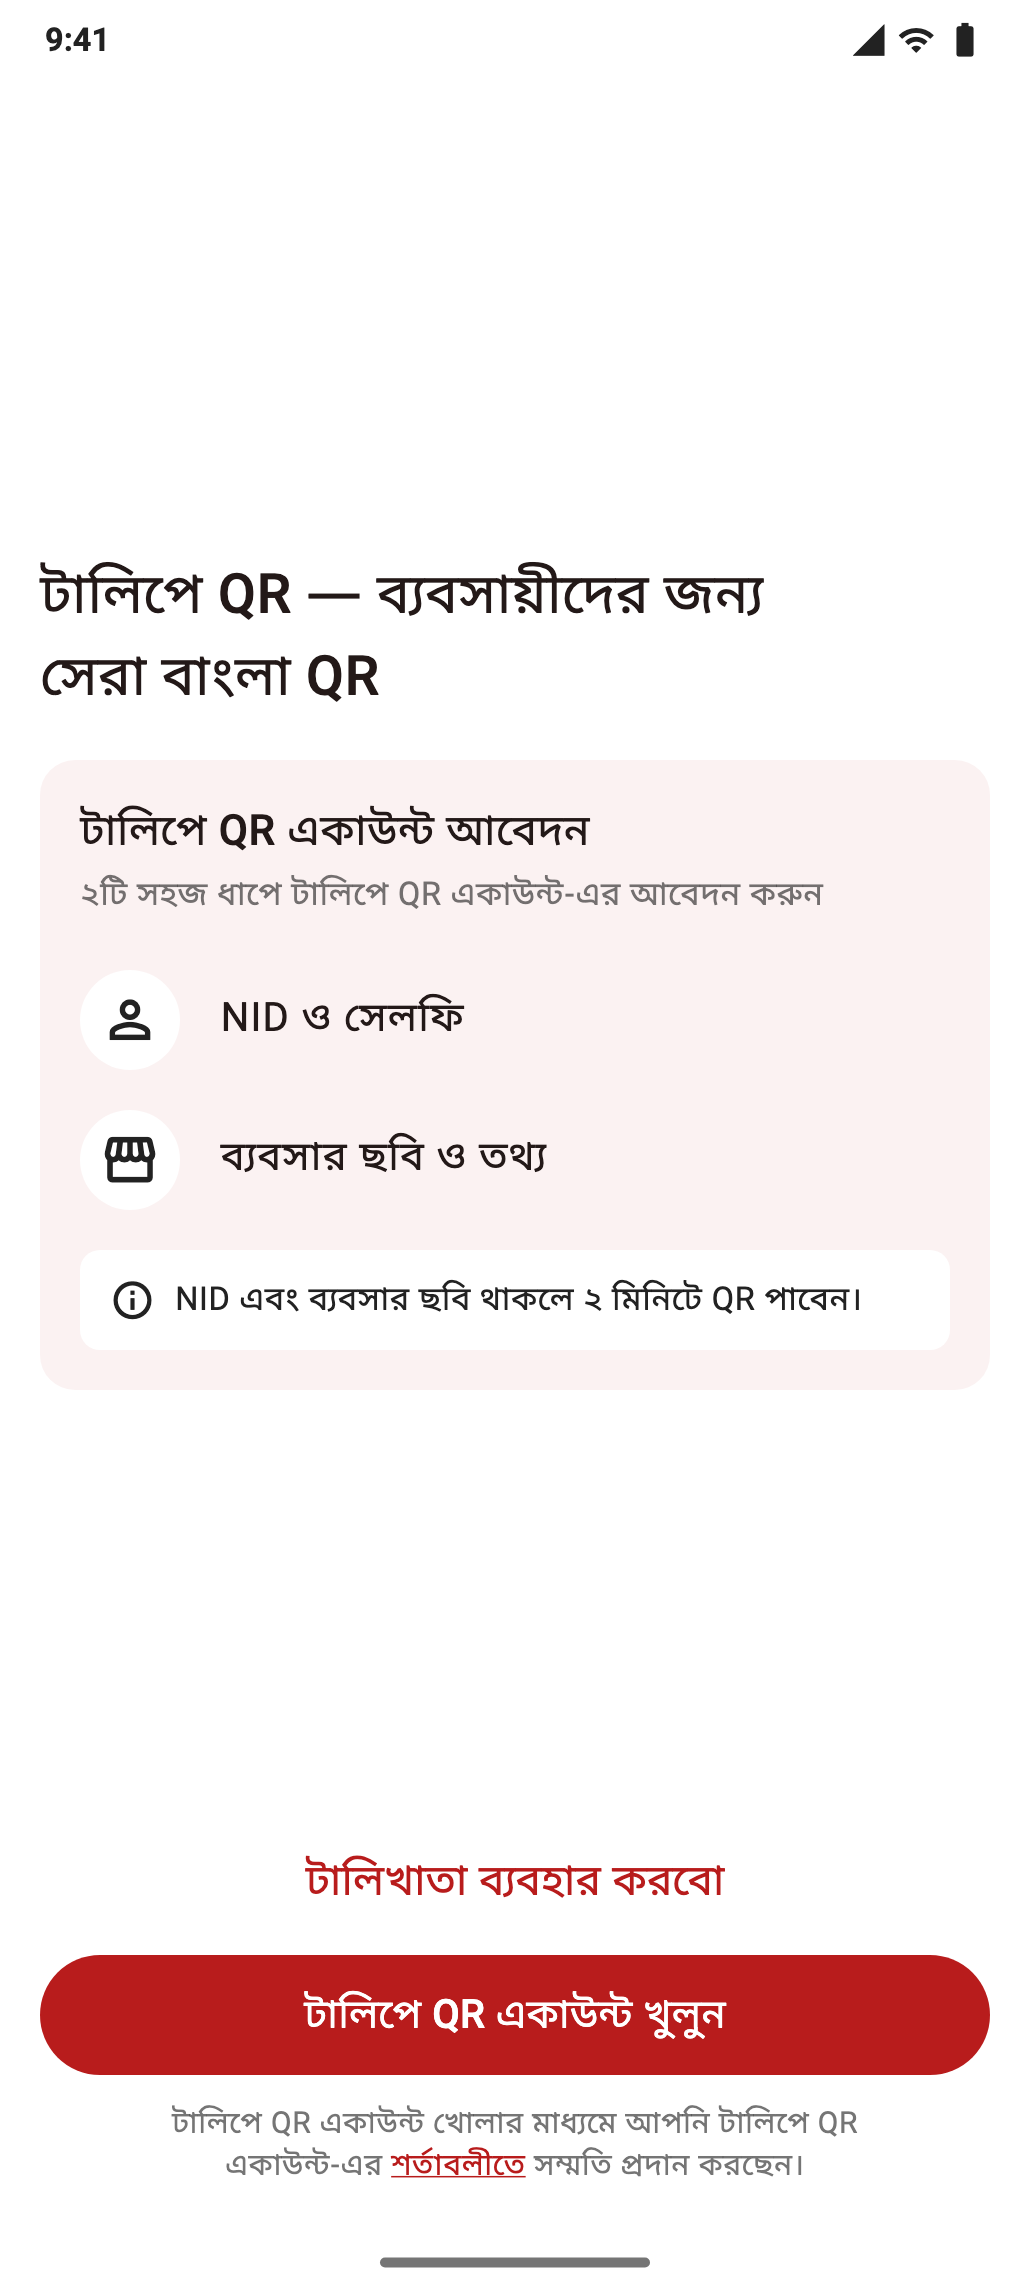 9:41
টালিপে QR — ব্যবসায়ীদের জন্য
সেরা বাংলা QR
টালিপে QR একাউন্ট আবেদন
২টি সহজ ধাপে টালিপে QR একাউন্ট-এর আবেদন করুন
NID ও সেলফি
ব্যবসার ছবি ও তথ্য
NID এবং ব্যবসার ছবি থাকলে ২ মিনিটে QR পাবেন।
টালিখাতা ব্যবহার করবো
টালিপে QR একাউন্ট খুলুন
টালিপে QR একাউন্ট খোলার মাধ্যমে আপনি টালিপে QR
একাউন্ট-এর শর্তাবলীতে সম্মতি প্রদান করছেন।